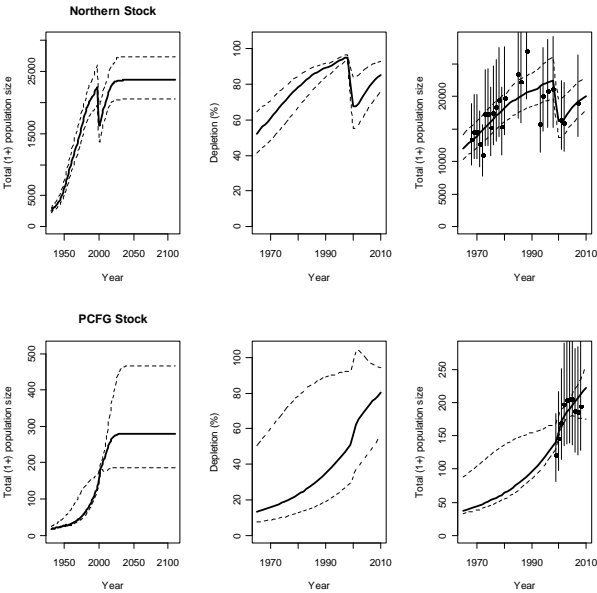 Northern Stock
Total (1+) population size
0 5000 15000 25000
1950 2000 2050 2100
Year
Depletion (%)
0 20 40 60 80 100
1970 1990 2010
Year
Total (1+) population size
0 10000 20000
1970 1990 2010
Year
PCFG Stock
Total (1+) population size
0 100 200 300 400 500
1950 2000 2050 2100
Year
Depletion (%)
0 20 40 60 80 100
1970 1990 2010
Year
Total (1+) population size
0 50 100 150 200 250
1970 1990 2010
Year